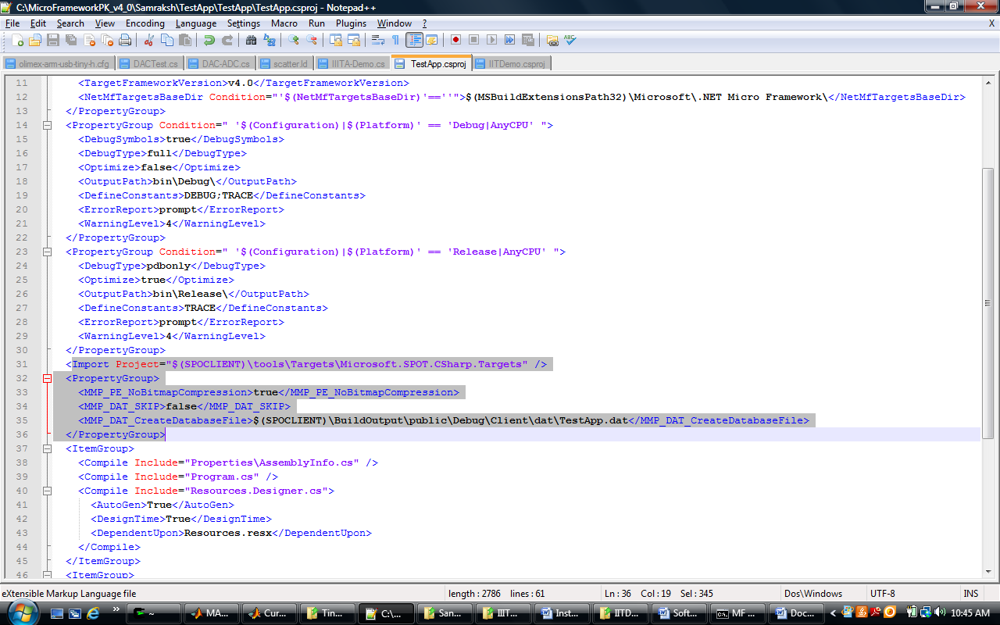 C:\MicroFrameworkPK_v4_0\Samraksh\TestApp\TestApp\TestApp.csproj - Notepad++
File Edit Search View Encoding Language Settings Macro Run Plugins Window ? X
olimex-arm-usb-tiny-h.cfg DACTest.cs DAC-ADC.cs scatter.ld IIITA-Demo.cs TestApp.csproj IITDemo.csproj
11 <TargetFrameworkVersion>v4.0</TargetFrameworkVersion>
12 <NetMfTargetsBaseDir Condition="'$(NetMfTargetsBaseDir)'==''">$(MSBuildExtensionsPath32)\Microsoft\.NET Micro Framework\</NetMfTargetsBaseDir>
13 </PropertyGroup>
14 <PropertyGroup Condition=" '$(Configuration)|$(Platform)' == 'Debug|AnyCPU' ">
15 <DebugSymbols>true</DebugSymbols>
16 <DebugType>full</DebugType>
17 <Optimize>false</Optimize>
18 <OutputPath>bin\Debug\</OutputPath>
19 <DefineConstants>DEBUG;TRACE</DefineConstants>
20 <ErrorReport>prompt</ErrorReport>
21 <WarningLevel>4</WarningLevel>
22 </PropertyGroup>
23 <PropertyGroup Condition=" '$(Configuration)|$(Platform)' == 'Release|AnyCPU' ">
24 <DebugType>pdbonly</DebugType>
25 <Optimize>true</Optimize>
26 <OutputPath>bin\Release\</OutputPath>
27 <DefineConstants>TRACE</DefineConstants>
28 <ErrorReport>prompt</ErrorReport>
29 <WarningLevel>4</WarningLevel>
30 </PropertyGroup>
31 <Import Project="$(SPOCLIENT)\tools\Targets\Microsoft.SPOT.CSharp.Targets" />
32 <PropertyGroup>
33 <MMP_PE_NoBitmapCompression>true</MMP_PE_NoBitmapCompression>
34 <MMP_DAT_SKIP>false</MMP_DAT_SKIP>
35 <MMP_DAT_CreateDatabaseFile>$(SPOCLIENT)\BuildOutput\public\Debug\Client\dat\TestApp.dat</MMP_DAT_CreateDatabaseFile>
36 </PropertyGroup>
37 <ItemGroup>
38 <Compile Include="Properties\AssemblyInfo.cs" />
39 <Compile Include="Program.cs" />
40 <Compile Include="Resources.Designer.cs">
41 <AutoGen>True</AutoGen>
42 <DesignTime>True</DesignTime>
43 <DependentUpon>Resources.resx</DependentUpon>
44 </Compile>
45 </ItemGroup>
46 <ItemGroup>
eXtensible Markup Language file length : 2786 lines : 61 Ln : 36 Col : 19 Sel : 345 Dos\Windows UTF-8 INS
» ~ MA... Cur... Tin... C:\... San... IIIT... Inst... IITD... Soft... MF ... Doc... < 10:45 AM